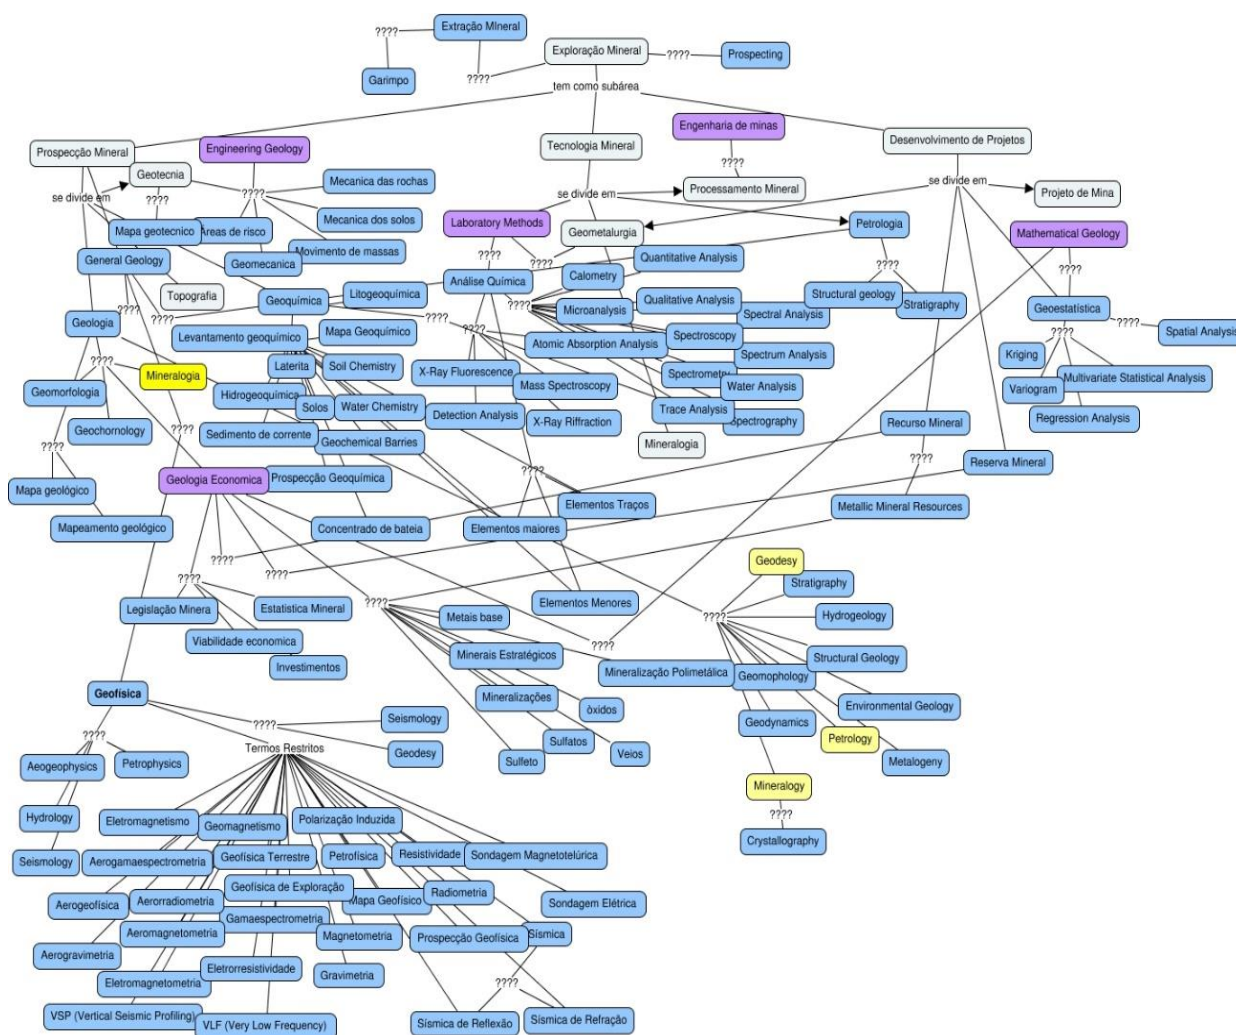 Extração MIneral
????
Exploração Mineral
????
Prospecting
Garimpo
????
tem como subárea
Prospecção Mineral
Engineering Geology
Tecnologia Mineral
Engenharia de minas
Desenvolvimento de Projetos
Geotecnia
????
????
Mecanica das rochas
se divide em
????
se divide em
Processamento Mineral
se divide em
Projeto de Mina
Mapa geotecnico
Áreas de risco
Mecanica dos solos
Laboratory Methods
Geometalurgia
Petrologia
Mathematical Geology
General Geology
Geomecanica
Movimento de massas
????
????
Quantitative Analysis
????
????
Topografia
Geoquímica
Litogeoquímica
Análise Química
Calometry
Structural geology
Stratigraphy
Geoestatística
????
Geologia
????
????
Mapa Geoquímico
????
????
Microanalysis
Qualitative Analysis
Spectral Analysis
????
Spatial Analysis
Levantamento geoquímico
????
Atomic Absorption Analysis
Spectroscopy
Spectrum Analysis
Kriging
????
Mineralogia
Laterita
Soil Chemistry
X-Ray Fluorescence
Mass Spectroscopy
Spectrometry
Water Analysis
Variogram
Multivariate Statistical Analysis
Geomorfologia
Hidrogeoquímica
Solos
Water Chemistry
Detection Analysis
X-Ray Riffraction
Trace Analysis
Spectrography
Regression Analysis
Geochornology
????
Sedimento de corrente
Geochemical Barries
Mineralogia
Recurso Mineral
????
????
????
Reserva Mineral
Mapa geológico
Geologia Economica
Prospecção Geoquímica
Elementos Traços
Metallic Mineral Resources
Mapeamento geológico
Concentrado de bateia
Elementos maiores
????
????
Geodesy
????
Stratigraphy
Legislação Minera
Estatistica Mineral
????
Elementos Menores
????
Hydrogeology
Viabilidade economica
Metais base
????
Investimentos
Minerais Estratégicos
Mineralização Polimetálica
Structural Geology
Geomophology
Geofísica
Mineralizações
òxidos
Environmental Geology
????
Seismology
Geodynamics
????
Termos Restritos
Geodesy
Sulfatos
Veios
Petrology
Aeogeophysics
Petrophysics
Sulfeto
Metalogeny
Mineralogy
Hydrology
Eletromagnetismo
Geomagnetismo
Polarização Induzida
????
Crystallography
Seismology
Aerogamaespectrometria
Geofísica Terrestre
Petrofísica
Resistividade
Sondagem Magnetotelúrica
Aerogeofísica
Aerorradiometria
Geofísica de Exploração
Mapa Geofísico
Radiometria
Sondagem Elétrica
Aeromagnetometria
Gamaespectrometria
Magnetometria
Prospecção Geofísica
Sísmica
Aerogravimetria
Eletromagnetometria
Eletrorresistividade
Gravimetria
????
VSP (Vertical Seismic Profiling)
VLF (Very Low Frequency)
Sísmica de Reflexão
Sísmica de Refração